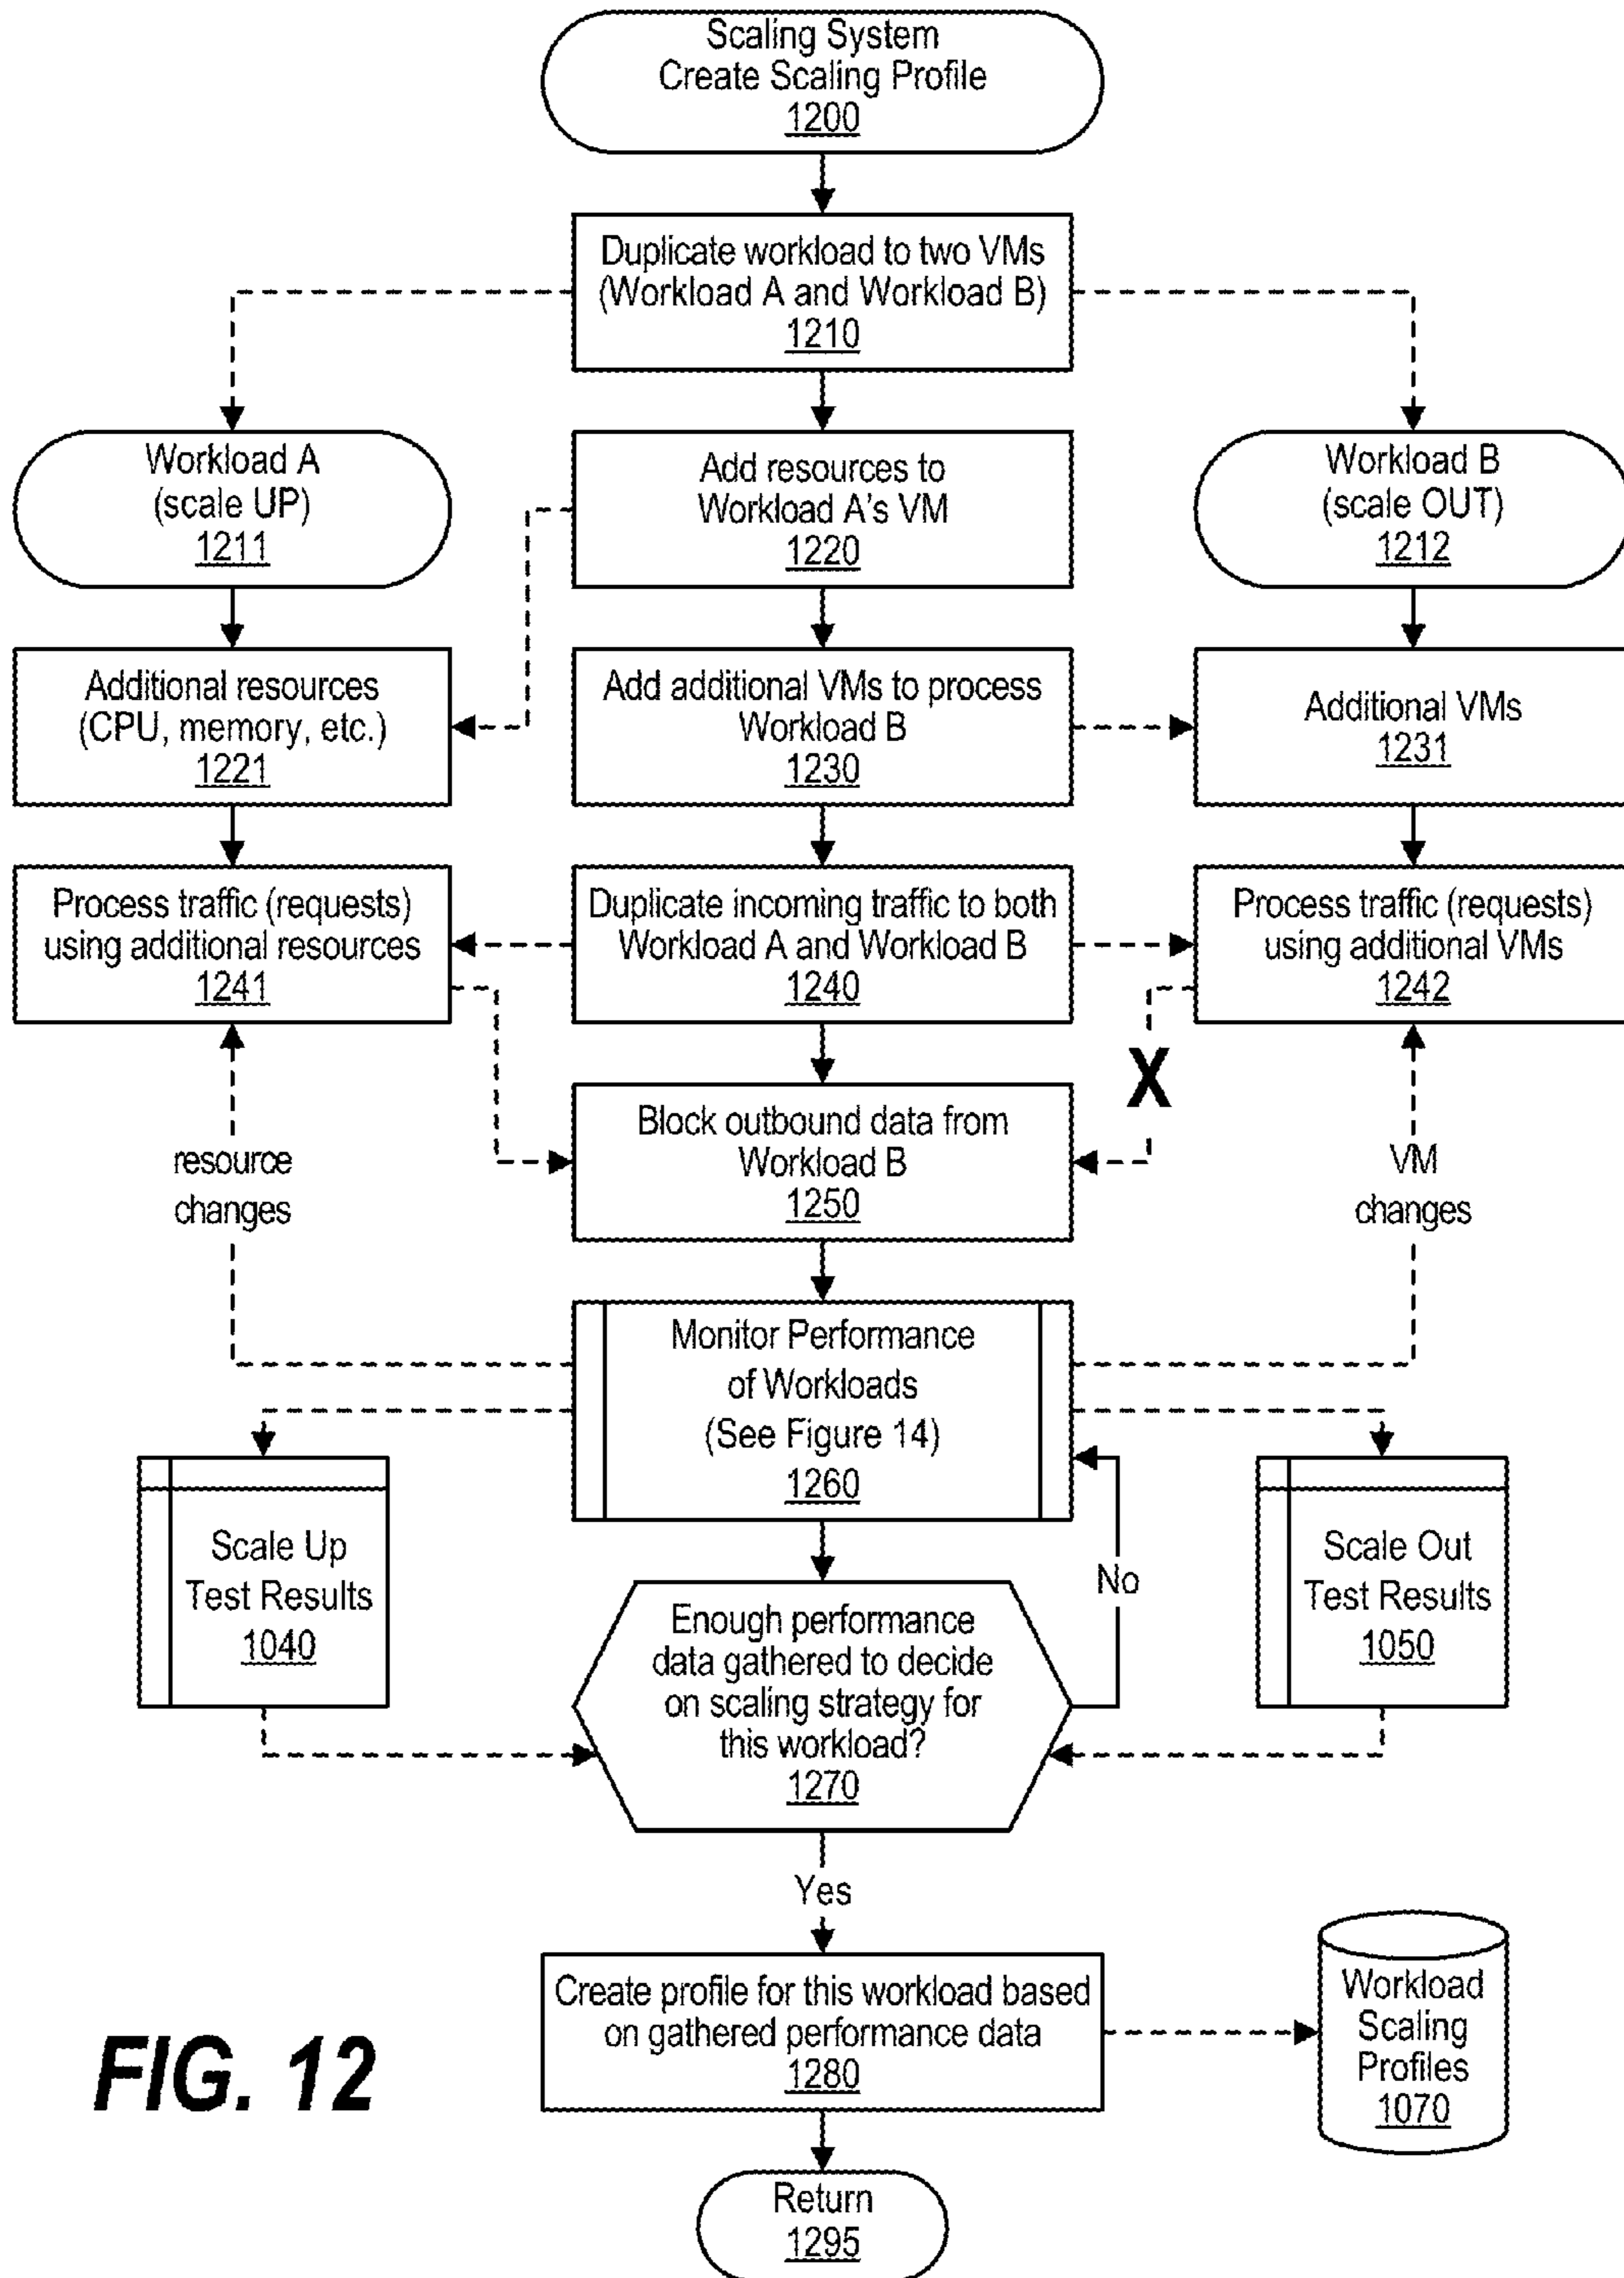 Scaling System
Create Scaling Profile
1200
Duplicate workload to two VMs
(Workload A and Workload B)
1210
Workload A
(scale UP)
1211
Add resources to
Workload A's VM
1220
Workload B
(scale OUT)
1212
Additional resources
(CPU, memory, etc.)
1221
Add additional VMs to process
Workload B
1230
Additional VMs
1231
Process traffic (requests)
using additional resources
1241
Duplicate incoming traffic to both
Workload A and Workload B
1240
Process traffic (requests)
using additional VMs
1242
X
Block outbound data from
Workload B
1250
resource
changes
VM
changes
Monitor Performance
of Workloads
(See Figure 14)
1260
Scale Up
Test Results
1040
No
Scale Out
Test Results
1050
Enough performance
data gathered to decide
on scaling strategy for
this workload?
1270
Yes
Create profile for this workload based
on gathered performance data
1280
Workload
Scaling
Profiles
1070
FIG. 12
Return
1295